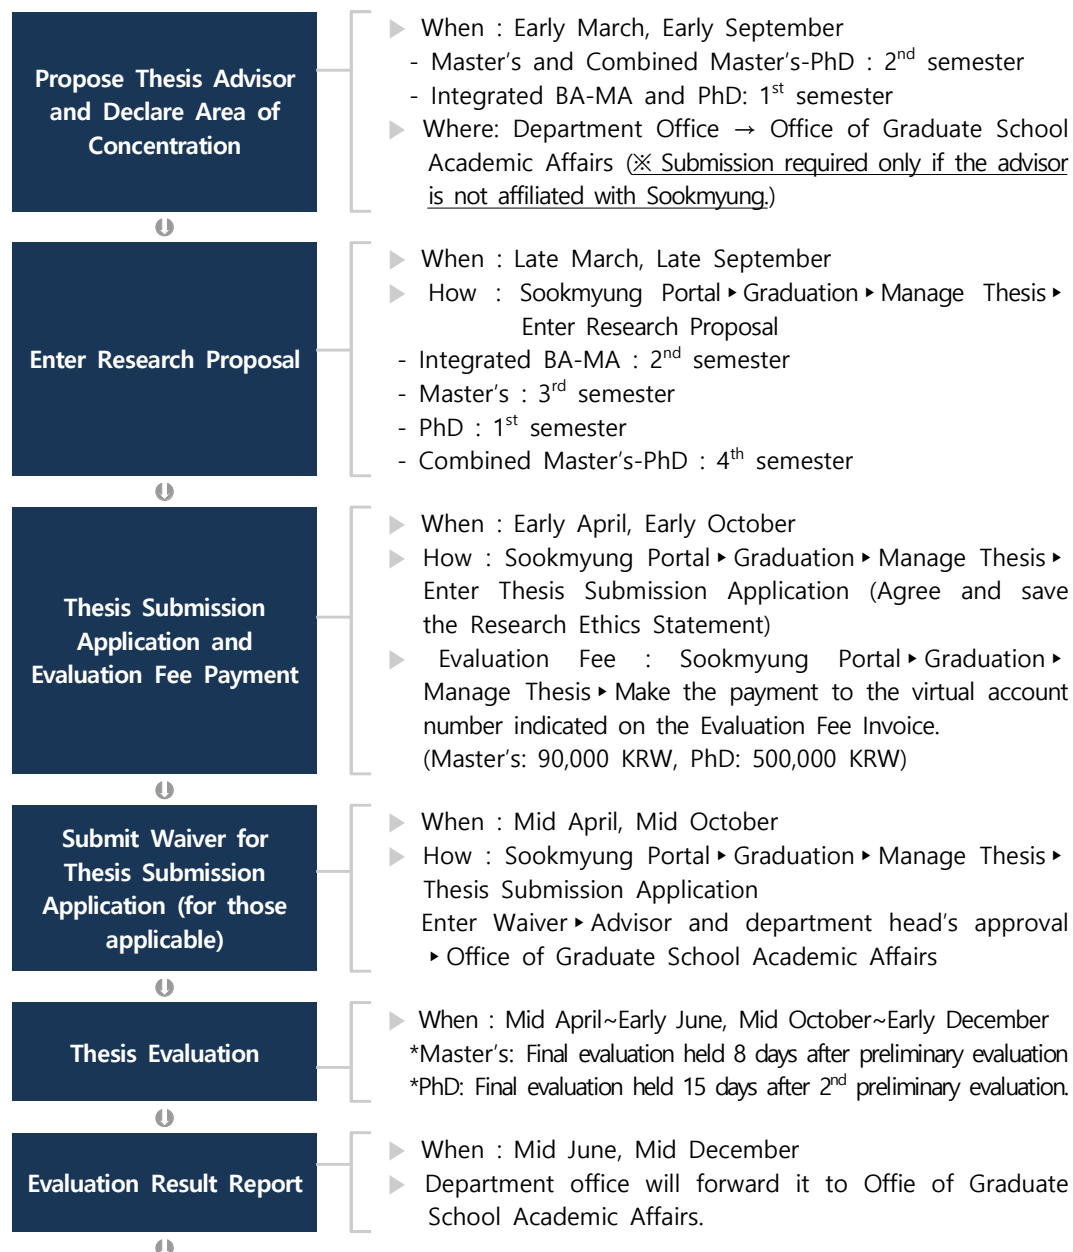 Propose Thesis Advisor
and Declare Area of
Concentration
▶ When : Early March, Early September
- Master's and Combined Master's-PhD : 2nd semester
- Integrated BA-MA and PhD: 1st semester
▶ Where: Department Office → Office of Graduate School
Academic Affairs (※ Submission required only if the advisor
is not affiliated with Sookmyung.)
Enter Research Proposal
▶ When : Late March, Late September
▶ How : Sookmyung Portal ▸ Graduation ▸ Manage Thesis ▸
Enter Research Proposal
- Integrated BA-MA : 2nd semester
- Master's : 3rd semester
- PhD : 1st semester
- Combined Master's-PhD : 4th semester
Thesis Submission
Application and
Evaluation Fee Payment
▶ When : Early April, Early October
▶ How : Sookmyung Portal ▸ Graduation ▸ Manage Thesis ▸
Enter Thesis Submission Application (Agree and save
the Research Ethics Statement)
▶ Evaluation Fee : Sookmyung Portal ▸ Graduation ▸
Manage Thesis ▸ Make the payment to the virtual account
number indicated on the Evaluation Fee Invoice.
(Master's: 90,000 KRW, PhD: 500,000 KRW)
Submit Waiver for
Thesis Submission
Application (for those
applicable)
▶ When : Mid April, Mid October
▶ How : Sookmyung Portal ▸ Graduation ▸ Manage Thesis ▸
Thesis Submission Application
Enter Waiver ▸ Advisor and department head's approval
▸ Office of Graduate School Academic Affairs
Thesis Evaluation
▶ When : Mid April~Early June, Mid October~Early December
*Master's: Final evaluation held 8 days after preliminary evaluation
*PhD: Final evaluation held 15 days after 2nd preliminary evaluation.
Evaluation Result Report
▶ When : Mid June, Mid December
▶ Department office will forward it to Offie of Graduate
School Academic Affairs.